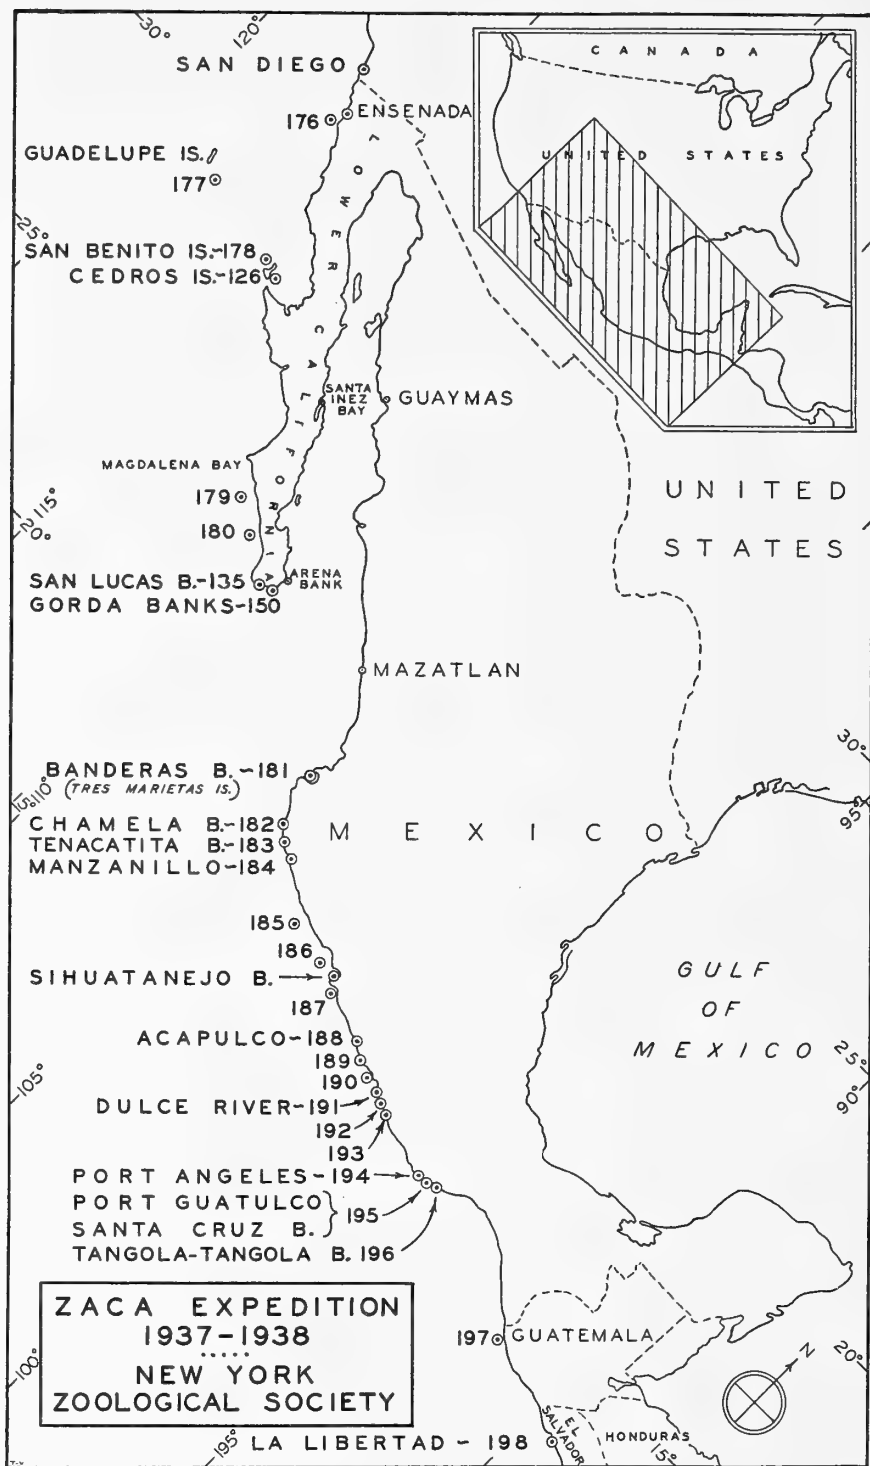 30°
120°
SAN DIEGO
ENSENADA
176
GUADELUPE IS.
177
25°
SAN BENITO IS.-178
CEDROS IS.-126
LOWER CALIFORNIA
SANTA
INEZ
BAY
GUAYMAS
MAGDALENA BAY
179
115°
20°
180
SAN LUCAS B.-135
ARENA
BANK
GORDA BANKS-150
MAZATLAN
CANADA
UNITED STATES
UNITED
STATES
BANDERAS B.-181
(TRES MARIETAS IS.)
15°
110°
CHAMELA B.-182
TENACATITA B.-183
MANZANILLO-184
MEXICO
30°
95°
185
186
SIHUATANEJO B.
187
GULF
OF
MEXICO
ACAPULCO-188
189
190
25°
90°
105°
DULCE RIVER-191
192
193
PORT ANGELES-194
PORT GUATULCO
195
SANTA CRUZ B.
TANGOLA-TANGOLA B. 196
ZACA EXPEDITION
1937-1938
.....
NEW YORK
ZOOLOGICAL SOCIETY
197
GUATEMALA
N
20°
100°
195°
LA LIBERTAD - 198
EL
SALVADOR
HONDURAS
15°